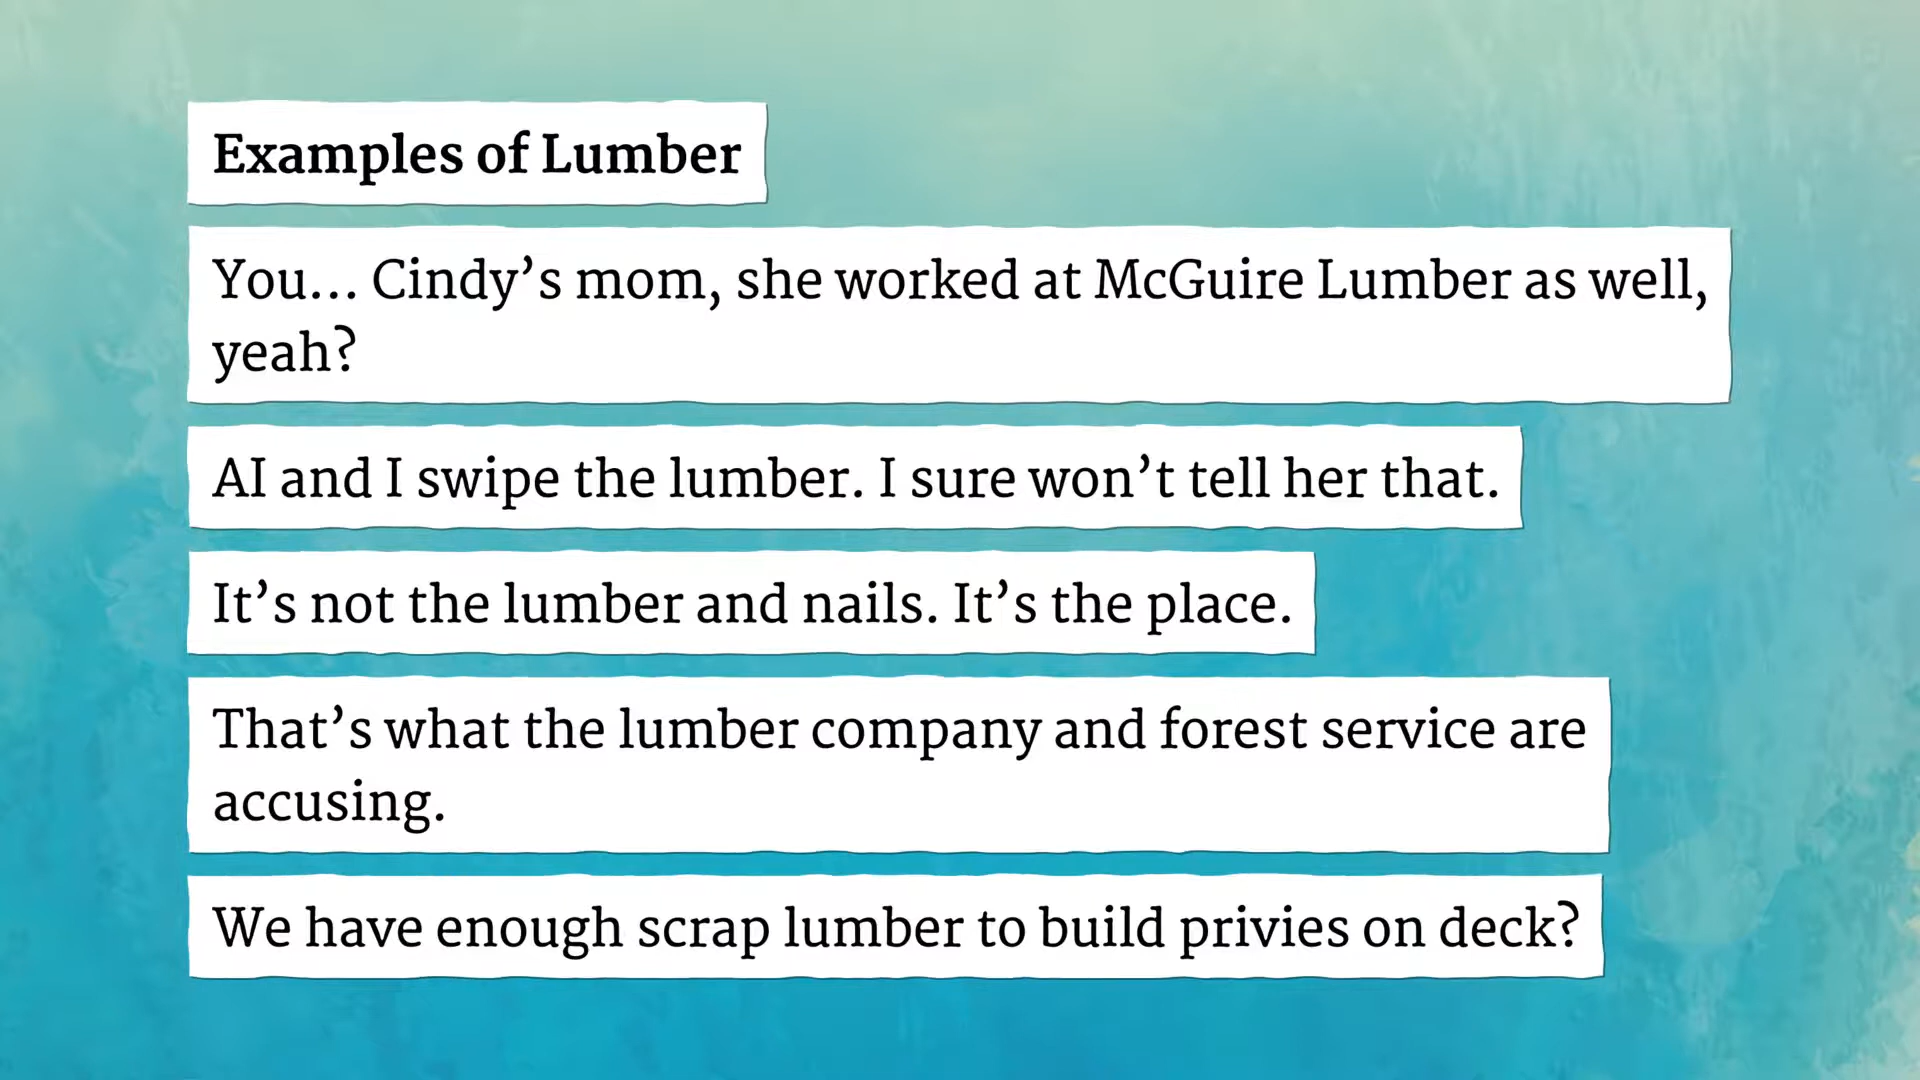 Examples of Lumber
You... Cindy’s mom, she worked at McGuire Lumber as well,
yeah?
AI and I swipe the lumber. I sure won’t tell her that.
It’s not the lumber and nails. It’s the place.
That’s what the lumber company and forest service are
accusing.
We have enough scrap lumber to build privies on deck?